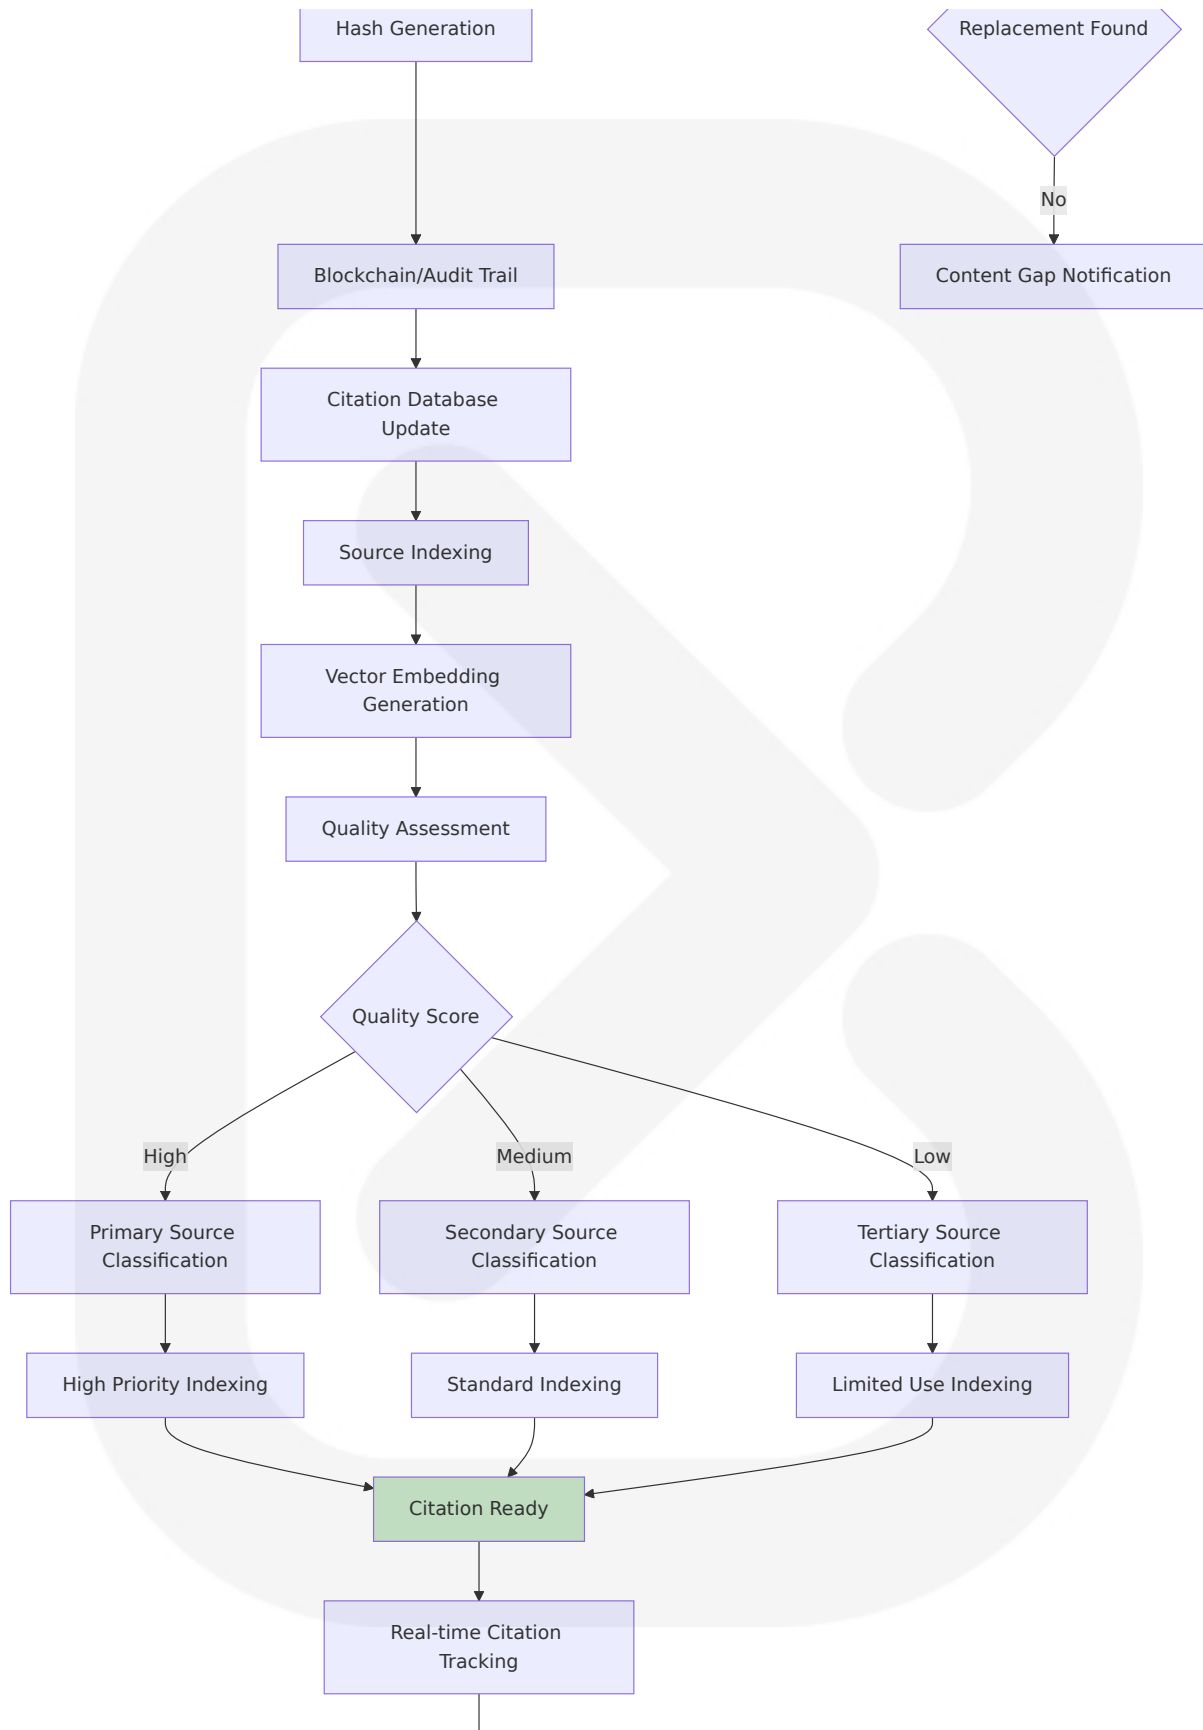 Hash Generation
Replacement Found
No
Blockchain/Audit Trail
Content Gap Notification
Citation Database
Update
Source Indexing
Vector Embedding
Generation
Quality Assessment
Quality Score
High
Medium
Low
Primary Source
Classification
Secondary Source
Classification
Tertiary Source
Classification
High Priority Indexing
Standard Indexing
Limited Use Indexing
Citation Ready
Real-time Citation
Tracking